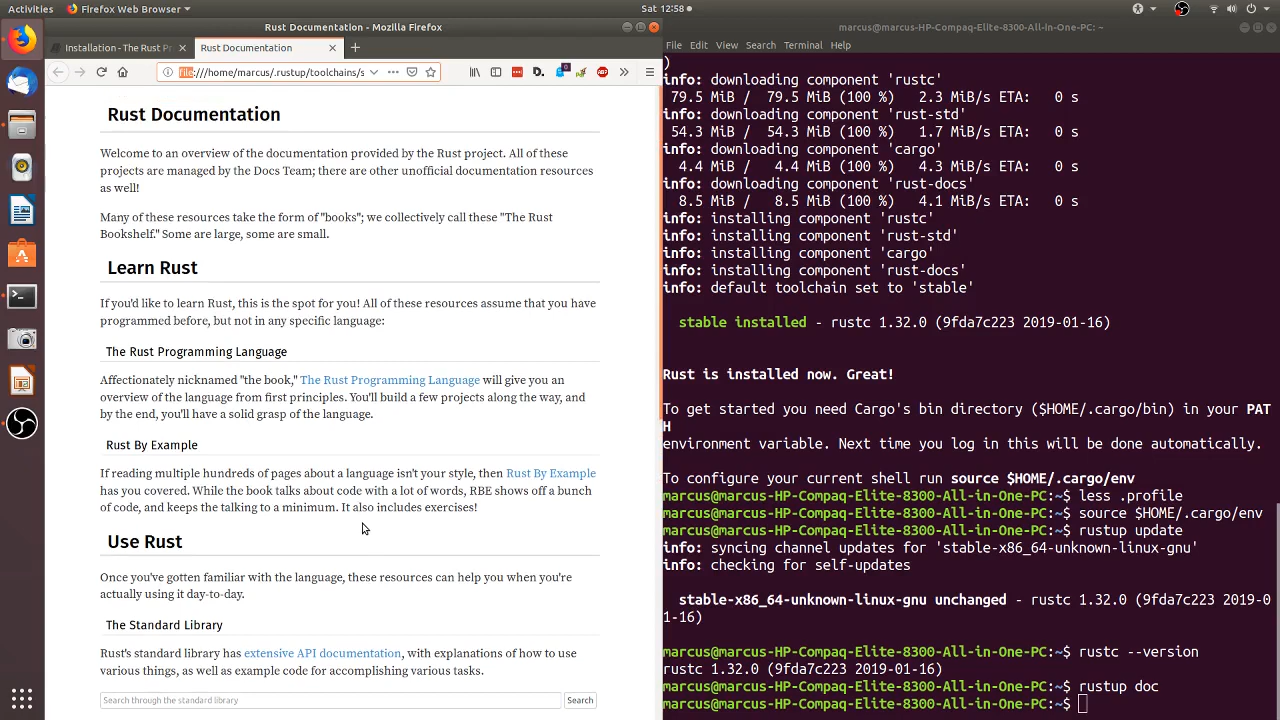 Activities
Firefox Web Browser
Sat 12:58
Rust Documentation - Mozilla Firefox
Installation - The Rust P
Rust Documentation
file:///home/marcus/.rustup/toolchains/s
Rust Documentation
Welcome to an overview of the documentation provided by the Rust project. All of these
projects are managed by the Docs Team; there are other unofficial documentation resources
as well!
Many of these resources take the form of "books"; we collectively call these "The Rust
Bookshelf." Some are large, some are small.
Learn Rust
If you'd like to learn Rust, this is the spot for you! All of these resources assume that you have
programmed before, but not in any specific language:
The Rust Programming Language
Affectionately nicknamed "the book," The Rust Programming Language will give you an
overview of the language from first principles. You'll build a few projects along the way, and
by the end, you'll have a solid grasp of the language.
Rust By Example
If reading multiple hundreds of pages about a language isn't your style, then Rust By Example
has you covered. While the book talks about code with a lot of words, RBE shows off a bunch
of code, and keeps the talking to a minimum. It also includes exercises!
Use Rust
Once you've gotten familiar with the language, these resources can help you when you're
actually using it day-to-day.
The Standard Library
Rust's standard library has extensive API documentation, with explanations of how to use
various things, as well as example code for accomplishing various tasks.
Search through the standard library
Search
marcus@marcus-HP-Compaq-Elite-8300-All-in-One-PC: ~
File Edit View Search Terminal Help
)
info: downloading component 'rustc'
79.5 MiB / 79.5 MiB (100 %) 2.3 MiB/s ETA: 0 s
info: downloading component 'rust-std'
54.3 MiB / 54.3 MiB (100 %) 1.7 MiB/s ETA: 0 s
info: downloading component 'cargo'
4.4 MiB / 4.4 MiB (100 %) 4.3 MiB/s ETA: 0 s
info: downloading component 'rust-docs'
8.5 MiB / 8.5 MiB (100 %) 4.1 MiB/s ETA: 0 s
info: installing component 'rustc'
info: installing component 'rust-std'
info: installing component 'cargo'
info: installing component 'rust-docs'
info: default toolchain set to 'stable'
stable installed - rustc 1.32.0 (9fda7c223 2019-01-16)
Rust is installed now. Great!
To get started you need Cargo's bin directory ($HOME/.cargo/bin) in your PAT
H
environment variable. Next time you log in this will be done automatically.
To configure your current shell run source $HOME/.cargo/env
marcus@marcus-HP-Compaq-Elite-8300-All-in-One-PC:~$ less .profile
marcus@marcus-HP-Compaq-Elite-8300-All-in-One-PC:~$ source $HOME/.cargo/env
marcus@marcus-HP-Compaq-Elite-8300-All-in-One-PC:~$ rustup update
info: syncing channel updates for 'stable-x86_64-unknown-linux-gnu'
info: checking for self-updates
stable-x86_64-unknown-linux-gnu unchanged - rustc 1.32.0 (9fda7c223 2019-0
1-16)
marcus@marcus-HP-Compaq-Elite-8300-All-in-One-PC:~$ rustc --version
rustc 1.32.0 (9fda7c223 2019-01-16)
marcus@marcus-HP-Compaq-Elite-8300-All-in-One-PC:~$ rustup doc
marcus@marcus-HP-Compaq-Elite-8300-All-in-One-PC:~$